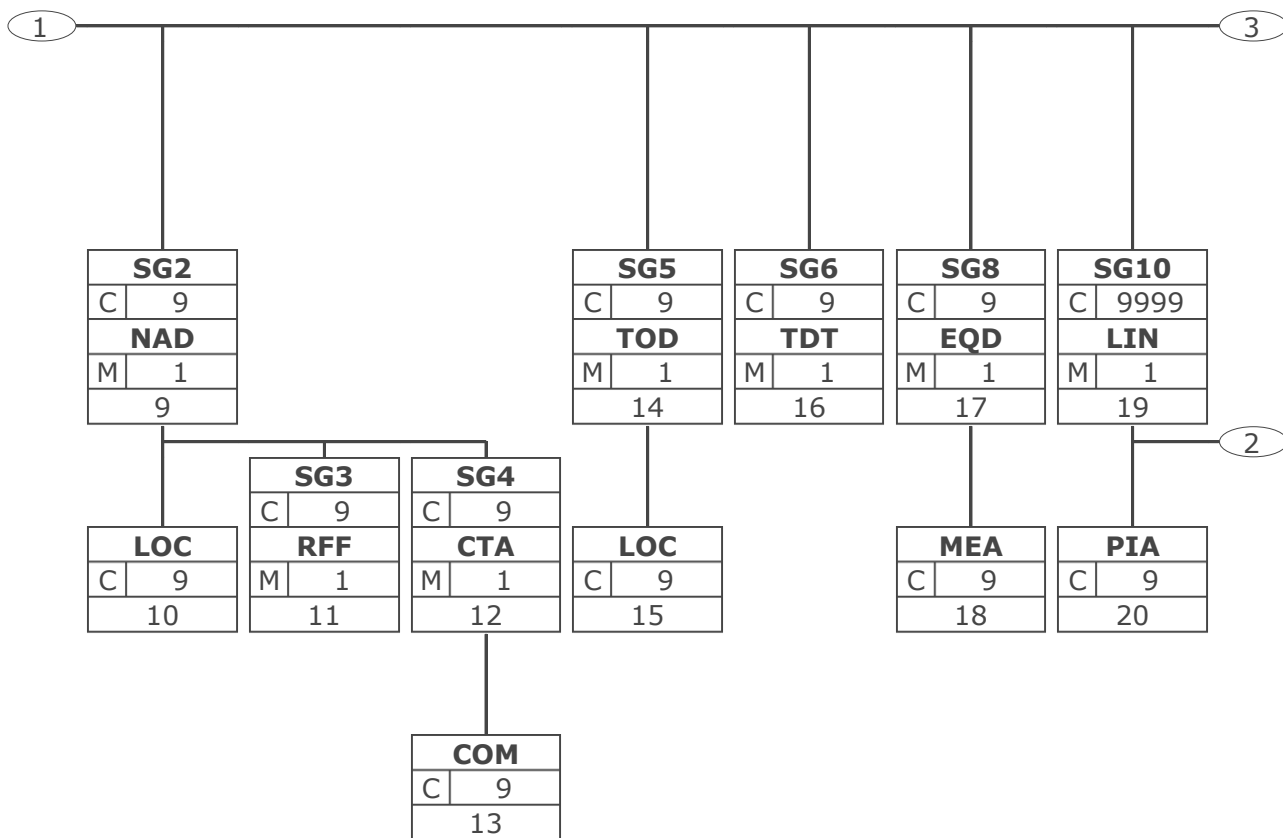 1
3
SG2
C 9
NAD
M 1
9
SG5
C 9
TOD
M 1
14
SG6
C 9
TDT
M 1
16
SG8
C 9
EQD
M 1
17
SG10
C 9999
LIN
M 1
19
2
LOC
C 9
10
SG3
C 9
RFF
M 1
11
SG4
C 9
CTA
M 1
12
LOC
C 9
15
MEA
C 9
18
PIA
C 9
20
COM
C 9
13